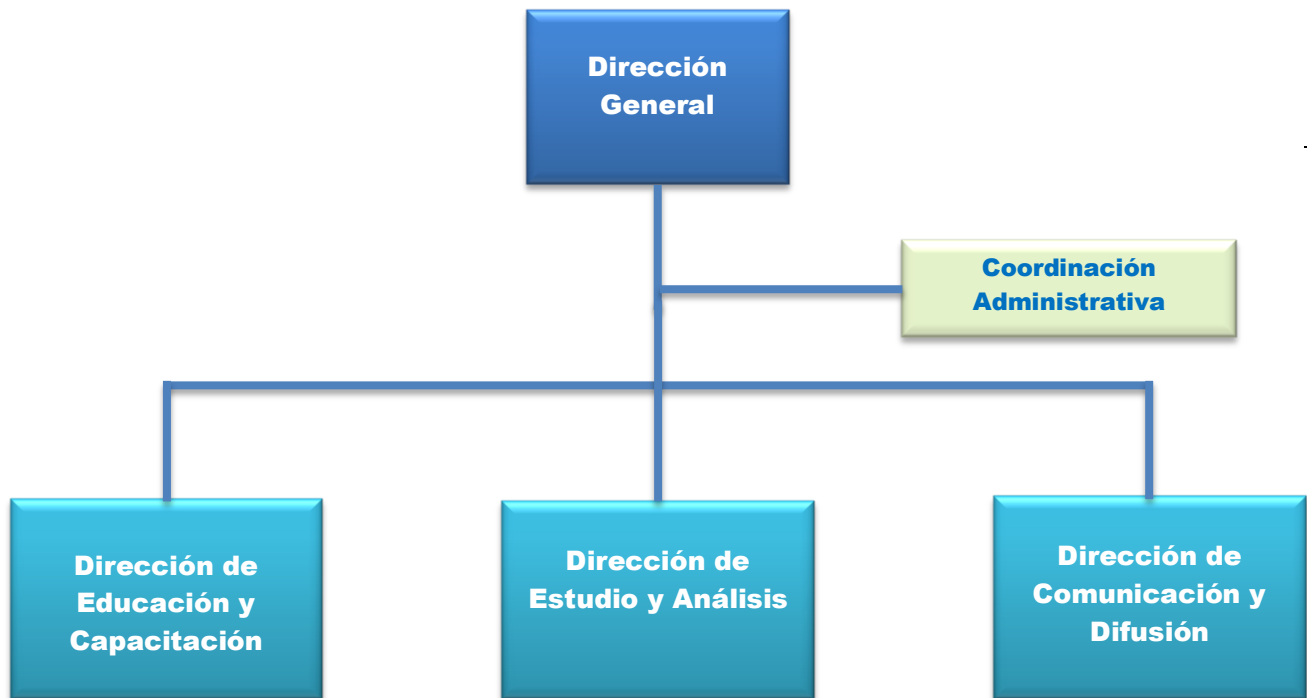 Dirección
General
Coordinación
Administrativa
Dirección de
Educación y
Capacitación
Dirección de
Estudio y Análisis
Dirección de
Comunicación y
Difusión